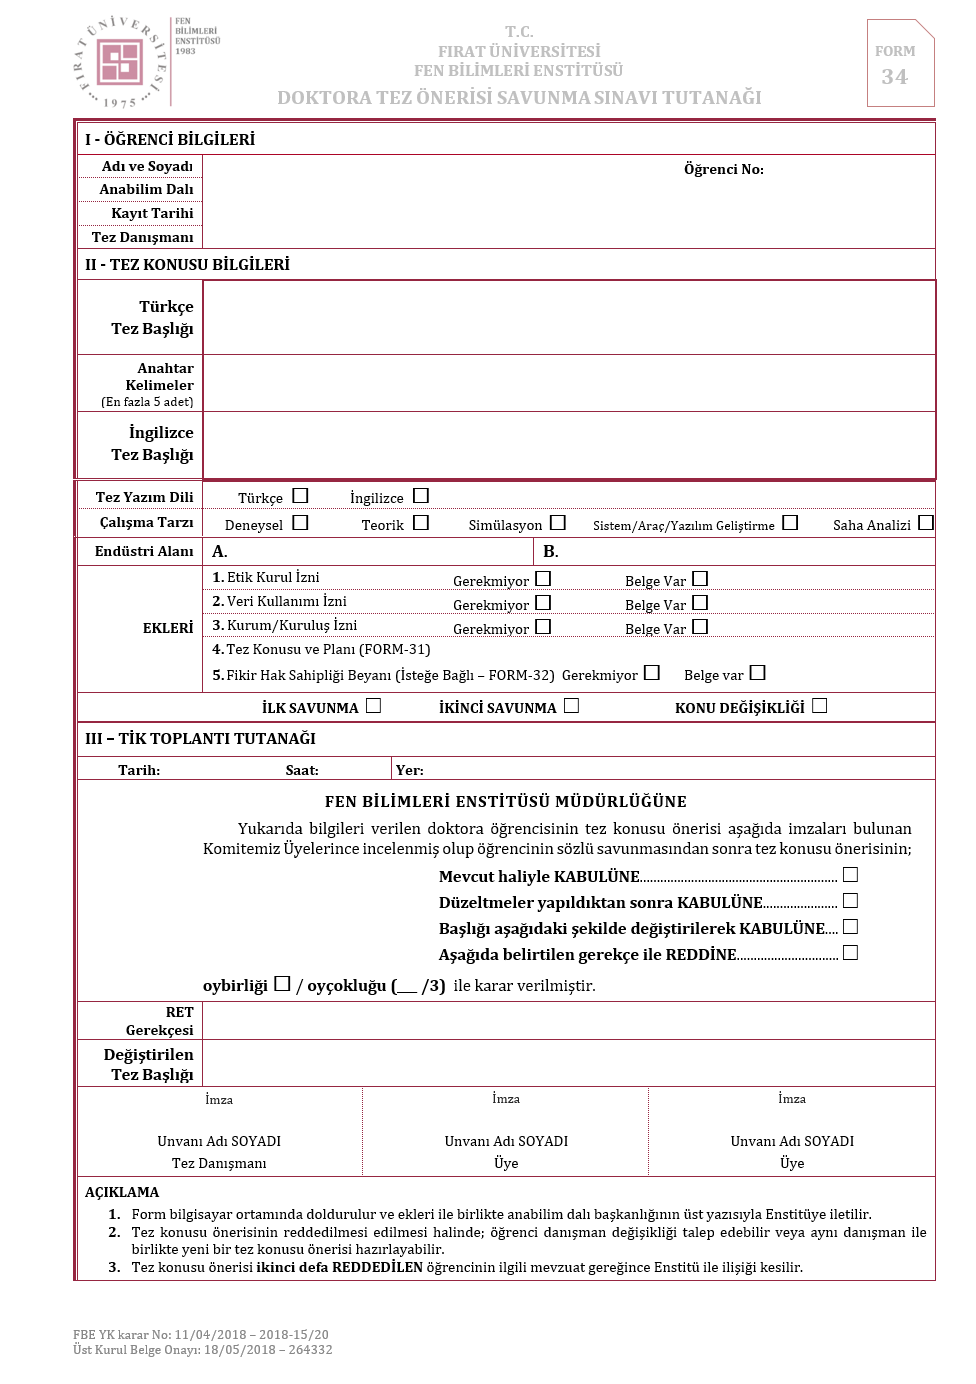 FIRAT ÜNİVERSİTESİ
1975
FEN
BİLİMLERİ
ENSTİTÜSÜ
1983
T.C.
FIRAT ÜNİVERSİTESİ
FEN BİLİMLERİ ENSTİTÜSÜ
DOKTORA TEZ ÖNERİSİ SAVUNMA SINAVI TUTANAĞI
FORM
34
I - ÖĞRENCİ BİLGİLERİ
Adı ve Soyadı
Öğrenci No:
Anabilim Dalı
Kayıt Tarihi
Tez Danışmanı
II - TEZ KONUSU BİLGİLERİ
Türkçe
Tez Başlığı
Anahtar
Kelimeler
(En fazla 5 adet)
İngilizce
Tez Başlığı
Tez Yazım Dili Türkçe ☐ İngilizce ☐
Çalışma Tarzı Deneysel ☐ Teorik ☐ Simülasyon ☐ Sistem/Araç/Yazılım Geliştirme ☐ Saha Analizi ☐
Endüstri Alanı A. B.
EKLERİ
1. Etik Kurul İzni Gerekmiyor ☐ Belge Var ☐
2. Veri Kullanımı İzni Gerekmiyor ☐ Belge Var ☐
3. Kurum/Kuruluş İzni Gerekmiyor ☐ Belge Var ☐
4. Tez Konusu ve Planı (FORM-31)
5. Fikir Hak Sahipliği Beyanı (İsteğe Bağlı – FORM-32) Gerekmiyor ☐ Belge var ☐
İLK SAVUNMA ☐ İKİNCİ SAVUNMA ☐ KONU DEĞİŞİKLİĞİ ☐
III – TİK TOPLANTI TUTANAĞI
Tarih: Saat: Yer:
FEN BİLİMLERİ ENSTİTÜSÜ MÜDÜRLÜĞÜNE
Yukarıda bilgileri verilen doktora öğrencisinin tez konusu önerisi aşağıda imzaları bulunan
Komitemiz Üyelerince incelenmiş olup öğrencinin sözlü savunmasından sonra tez konusu önerisinin;
Mevcut haliyle KABULÜNE.......................................................... ☐
Düzeltmeler yapıldıktan sonra KABULÜNE...................... ☐
Başlığı aşağıdaki şekilde değiştirilerek KABULÜNE.... ☐
Aşağıda belirtilen gerekçe ile REDDİNE.............................. ☐
oybirliği ☐ / oyçokluğu (___ /3) ile karar verilmiştir.
RET
Gerekçesi
Değiştirilen
Tez Başlığı
İmza İmza İmza
Unvanı Adı SOYADI Unvanı Adı SOYADI Unvanı Adı SOYADI
Tez Danışmanı Üye Üye
AÇIKLAMA
1. Form bilgisayar ortamında doldurulur ve ekleri ile birlikte anabilim dalı başkanlığının üst yazısıyla Enstitüye iletilir.
2. Tez konusu önerisinin reddedilmesi edilmesi halinde; öğrenci danışman değişikliği talep edebilir veya aynı danışman ile
birlikte yeni bir tez konusu önerisi hazırlayabilir.
3. Tez konusu önerisi ikinci defa REDDEDİLEN öğrencinin ilgili mevzuat gereğince Enstitü ile ilişiği kesilir.
FBE YK karar No: 11/04/2018 – 2018-15/20
Üst Kurul Belge Onayı: 18/05/2018 – 264332